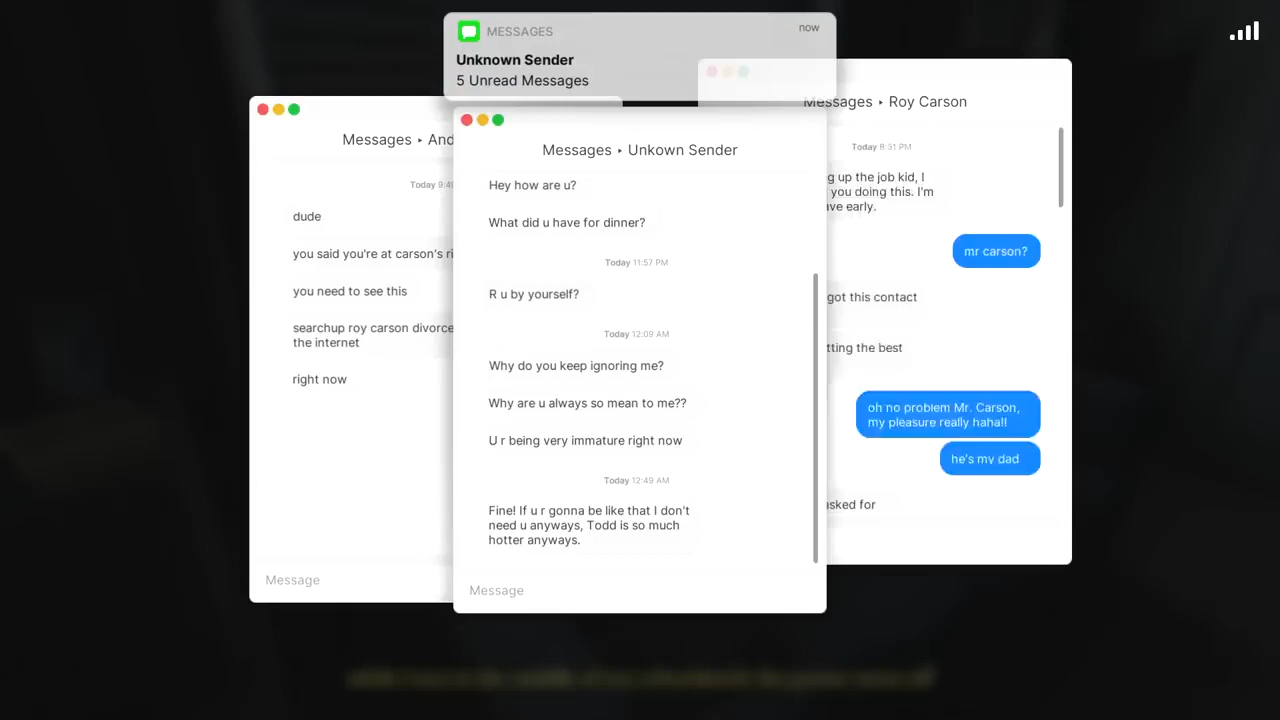 MESSAGES
now
Unknown Sender
5 Unread Messages
Messages ‣ And
Today 9:4
dude
you said you're at carson's ri
you need to see this
searchup roy carson divorce
the internet
right now
Message
Messages ‣ Unkown Sender
Hey how are u?
What did u have for dinner?
Today 11:57 PM
R u by yourself?
Today 12:09 AM
Why do you keep ignoring me?
Why are u always so mean to me??
U r being very immature right now
Today 12:49 AM
Fine! If u r gonna be like that I don't
need u anyways, Todd is so much
hotter anyways.
Message
Messages ‣ Roy Carson
Today 8:31 PM
g up the job kid, I
you doing this. I'm
ave early.
mr carson?
got this contact
tting the best
oh no problem Mr. Carson,
my pleasure really haha!!
he's my dad
asked for